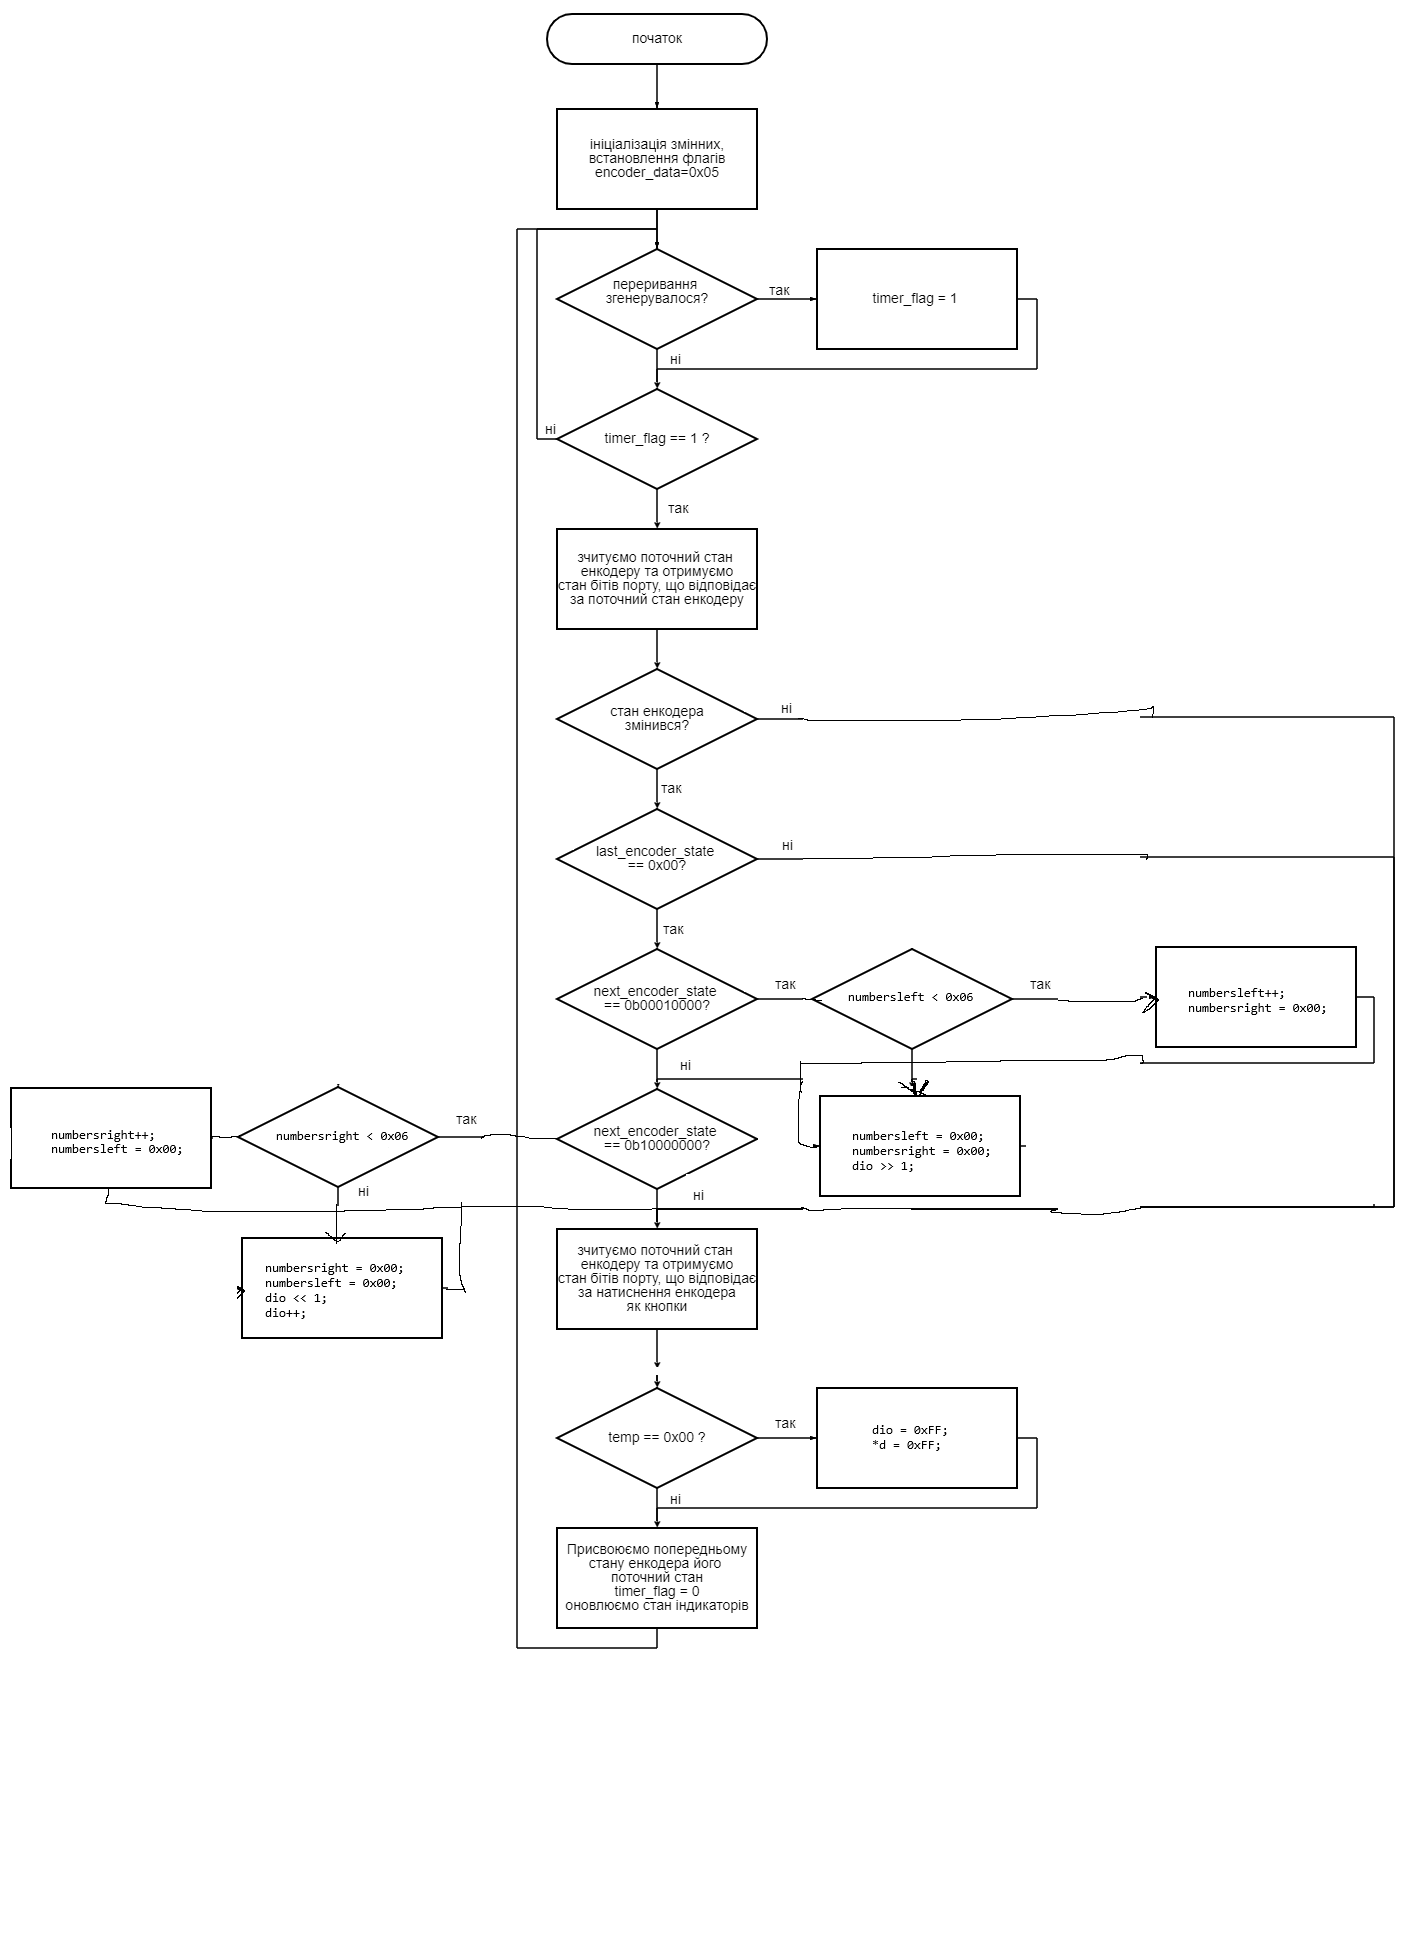 початок
ініціалізація змінних,
встановлення флагів
encoder_data=0x05
переривання
згенерувалося?
так
timer_flag = 1
ні
timer_flag == 1 ?
ні
так
зчитуємо поточний стан
енкодеру та отримуємо
стан бітів порту, що відповідає
за поточний стан енкодеру
стан енкодера
змінився?
ні
так
last_encoder_state
== 0x00?
ні
так
next_encoder_state
== 0b00010000?
так
numbersleft < 0x06
так
numbersleft++;
numbersright = 0x00;
ні
numbersright++;
numbersleft = 0x00;
numbersright < 0x06
так
next_encoder_state
== 0b10000000?
numbersleft = 0x00;
numbersright = 0x00;
dio >> 1;
ні
ні
numbersright = 0x00;
numbersleft = 0x00;
dio << 1;
dio++;
зчитуємо поточний стан
енкодеру та отримуємо
стан бітів порту, що відповідає
за натиснення енкодера
як кнопки
temp == 0x00 ?
так
dio = 0xFF;
*d = 0xFF;
ні
Присвоюємо попередньому
стану енкодера його
поточний стан
timer_flag = 0
оновлюємо стан індикаторів